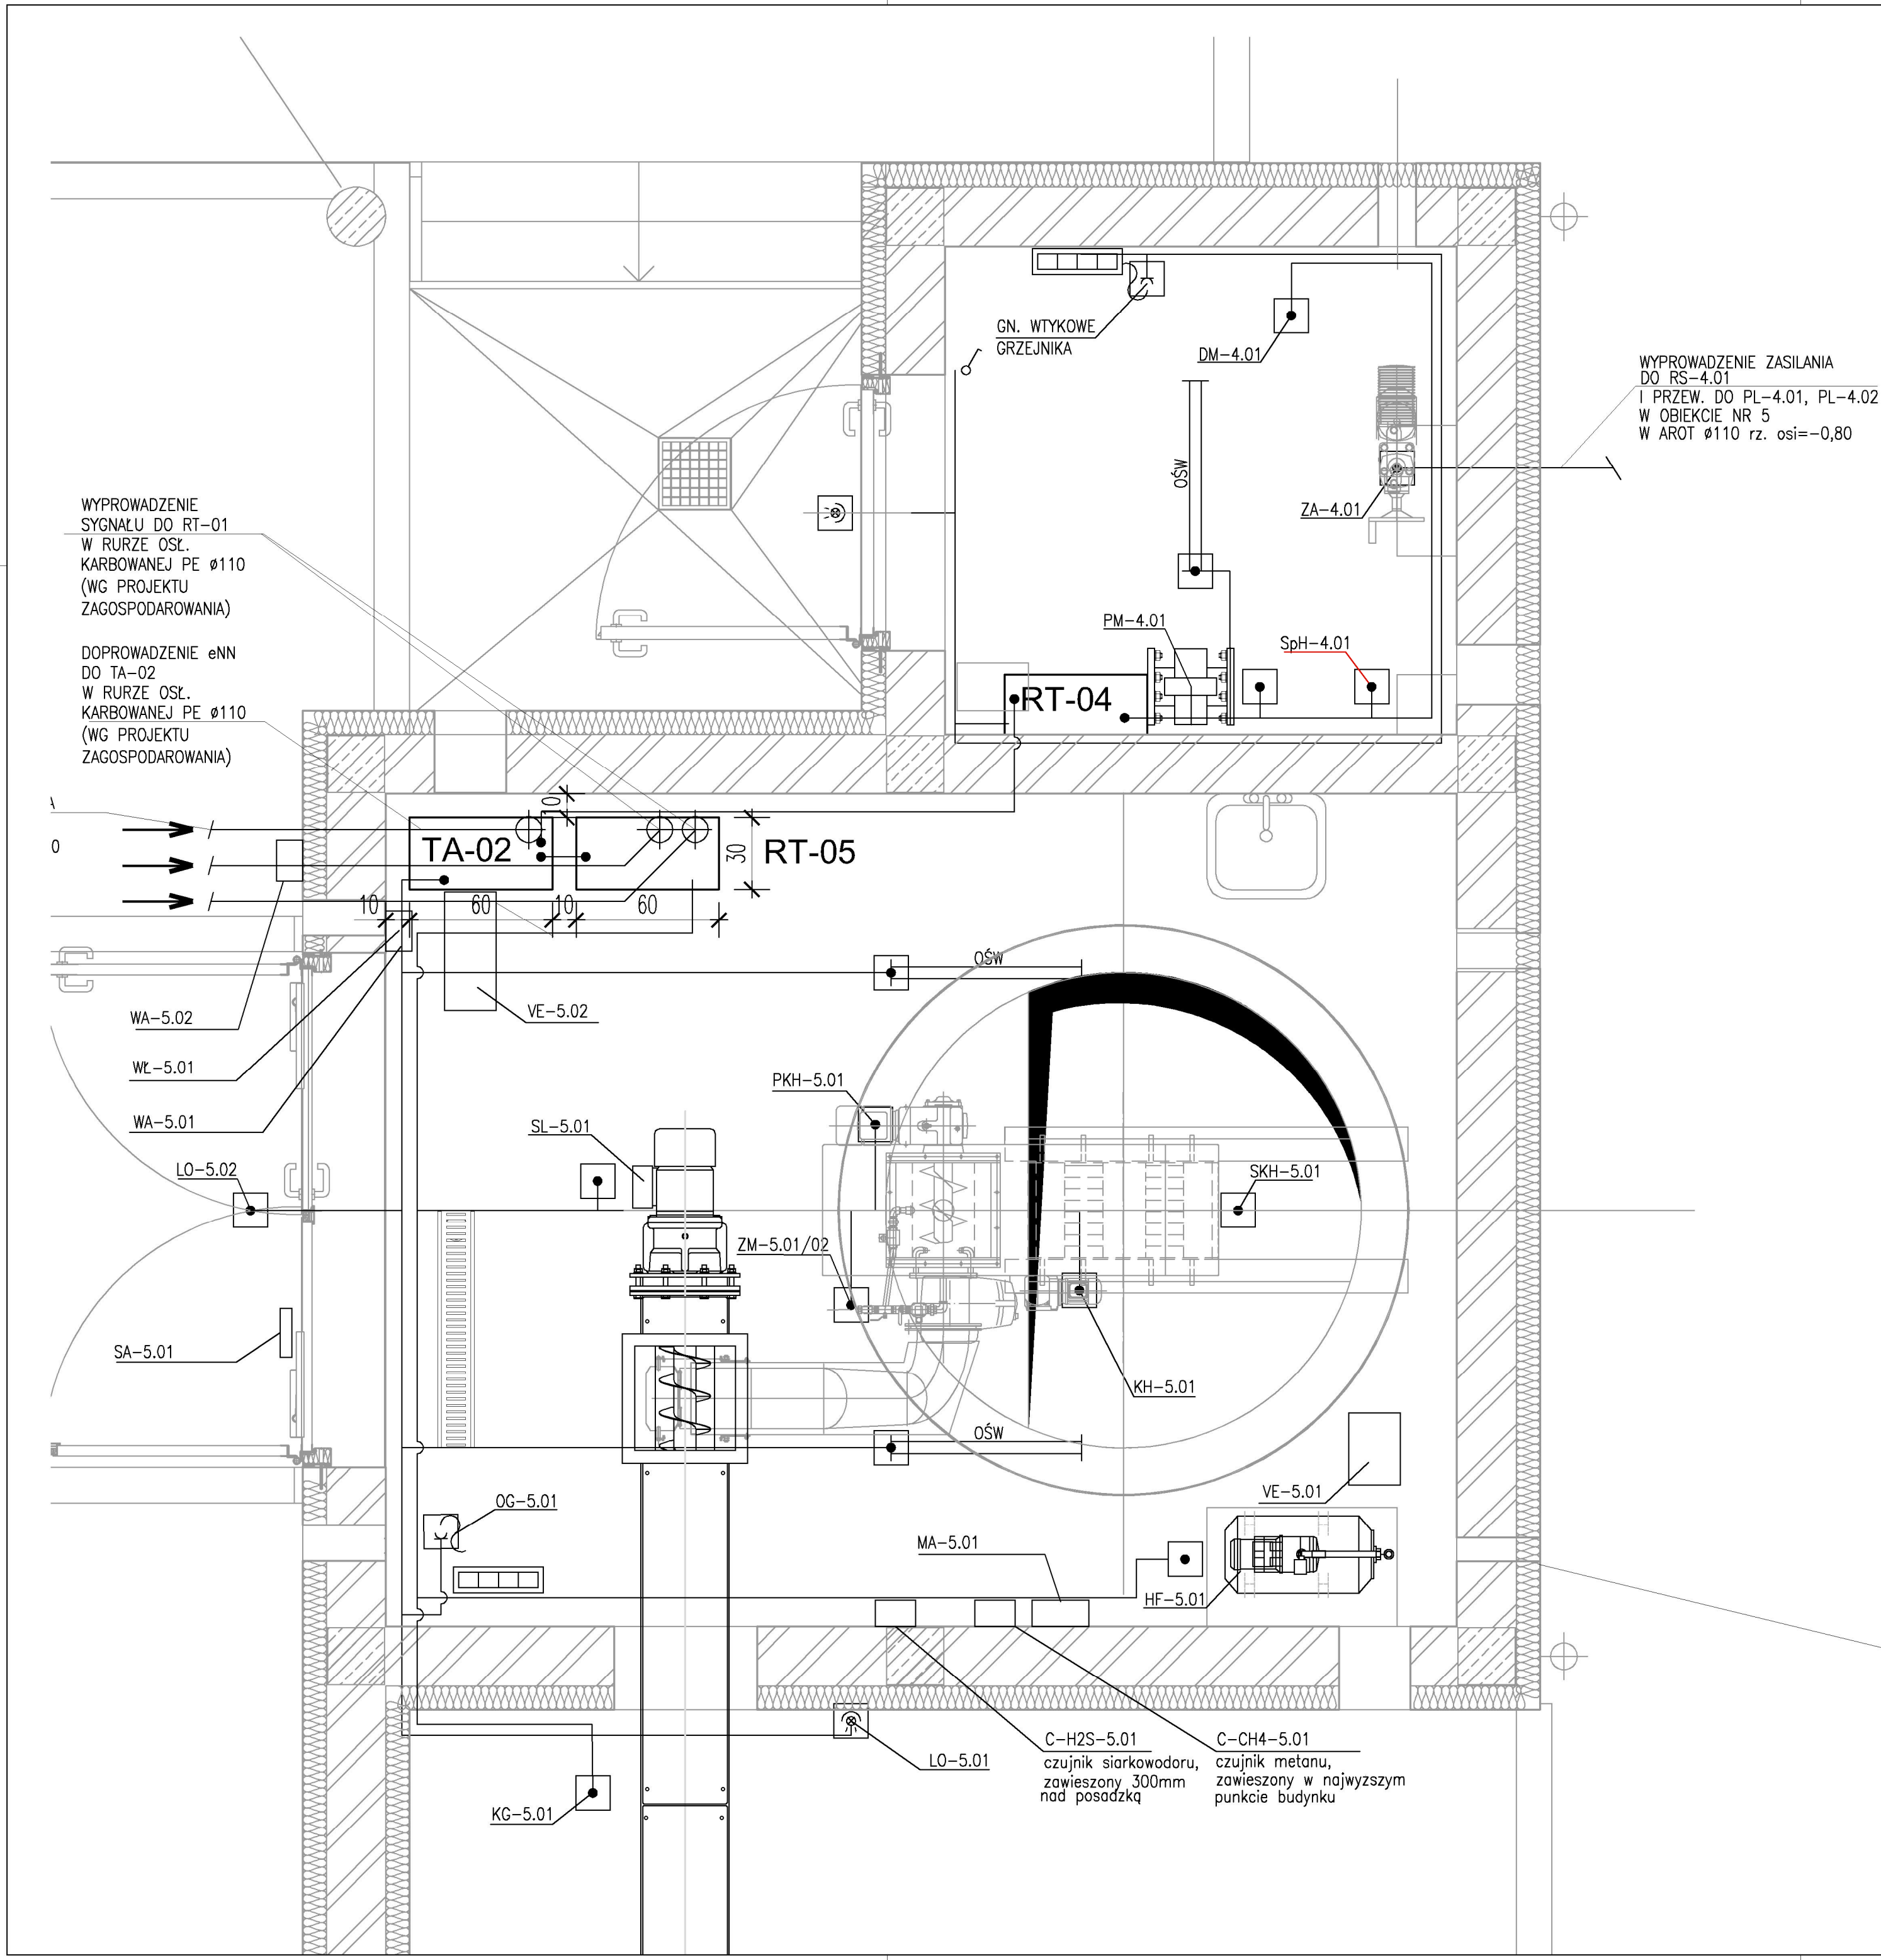 GN. WTYKOWE
GRZEJNIKA
DM-4.01
WYPROWADZENIE ZASILANIA
DO RS-4.01
I PRZEW. DO PL-4.01, PL-4.02
W OBIEKCIE NR 5
W AROT ø110 rz. osi=-0,80
OŚW
ZA-4.01
WYPROWADZENIE
SYGNAŁU DO RT-01
W RURZE OSŁ.
KARBOWANEJ PE ø110
(WG PROJEKTU
ZAGOSPODAROWANIA)
PM-4.01
SpH-4.01
RT-04
DOPROWADZENIE eNN
DO TA-02
W RURZE OSŁ.
KARBOWANEJ PE ø110
(WG PROJEKTU
ZAGOSPODAROWANIA)
10
0
TA-02
30
RT-05
10
60
10
60
OŚW
VE-5.02
WA-5.02
WŁ-5.01
WA-5.01
PKH-5.01
SL-5.01
LO-5.02
SKH-5.01
ZM-5.01/02
SA-5.01
KH-5.01
OŚW
VE-5.01
OG-5.01
MA-5.01
HF-5.01
C-H2S-5.01
czujnik siarkowodoru,
zawieszony 300mm
nad posadzką
C-CH4-5.01
czujnik metanu,
zawieszony w najwyzszym
punkcie budynku
LO-5.01
KG-5.01